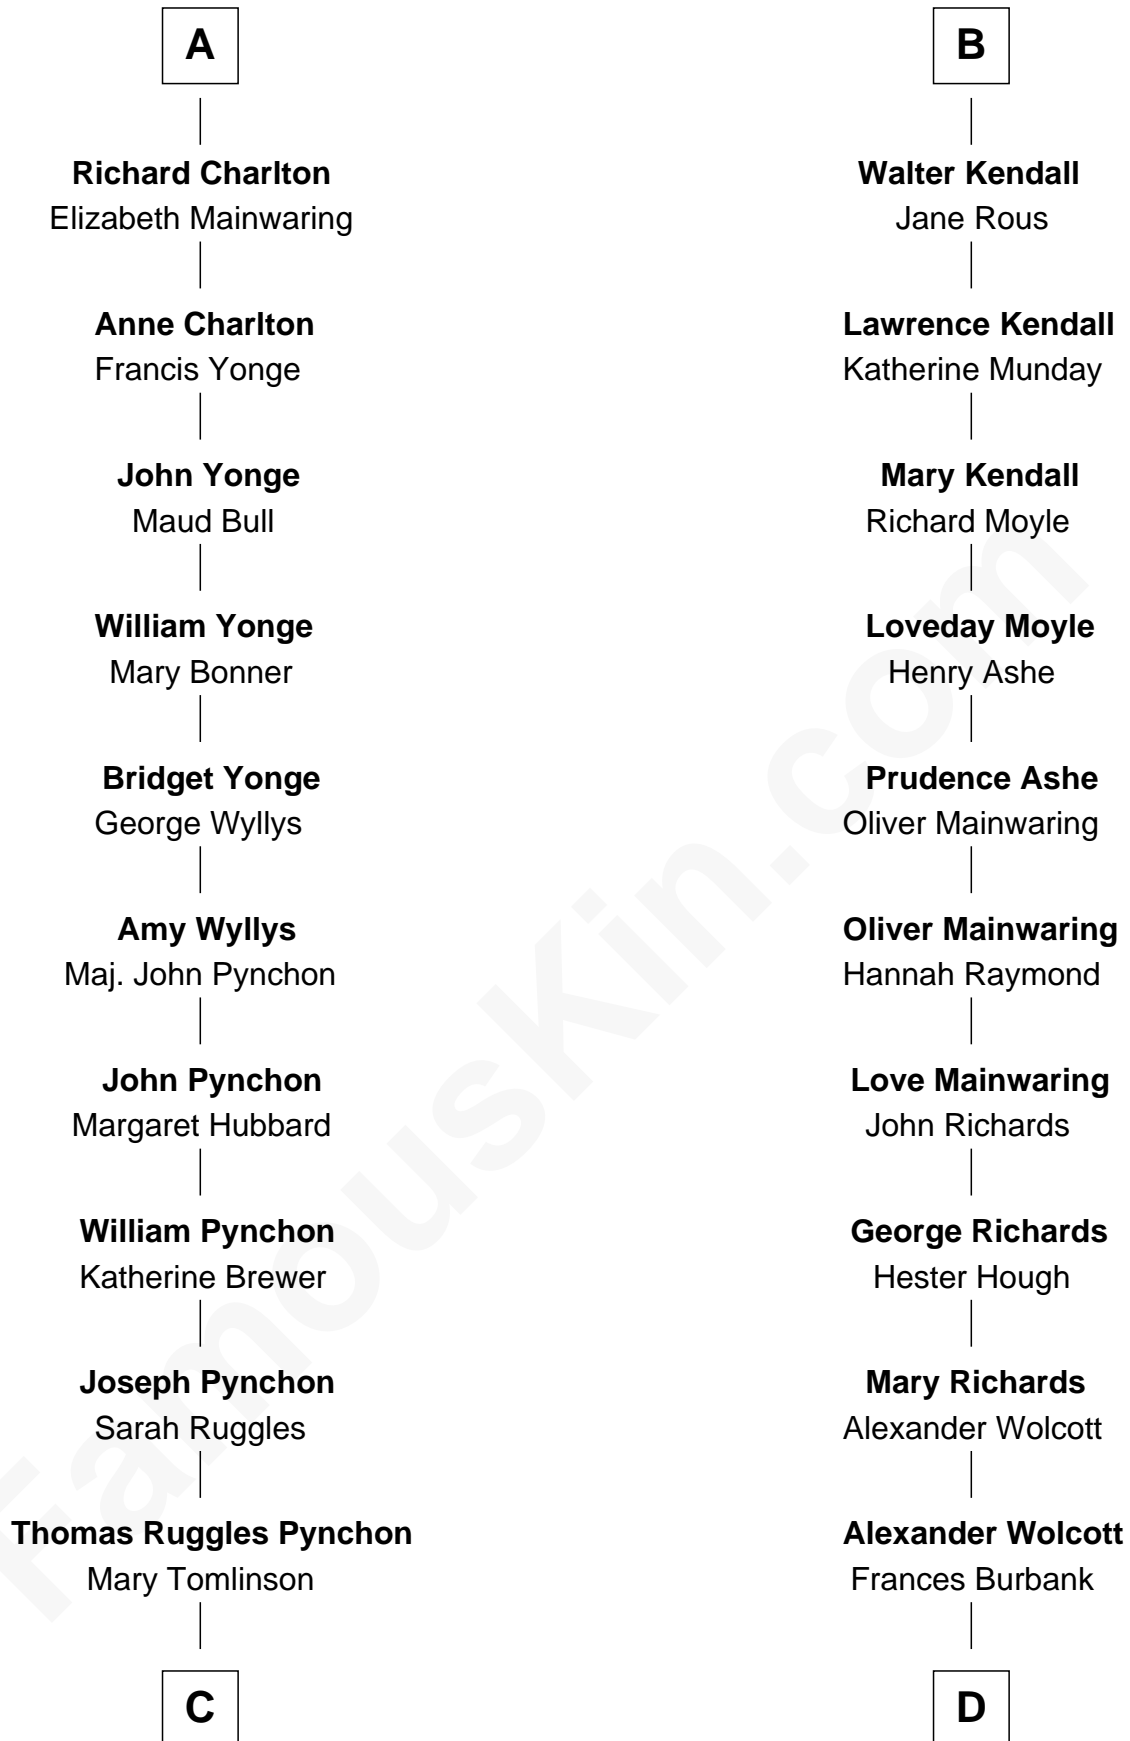 A
Richard Charlton
Elizabeth Mainwaring
Anne Charlton
Francis Yonge
John Yonge
Maud Bull
William Yonge
Mary Bonner
Bridget Yonge
George Wyllys
Amy Wyllys
Maj. John Pynchon
John Pynchon
Margaret Hubbard
William Pynchon
Katherine Brewer
Joseph Pynchon
Sarah Ruggles
Thomas Ruggles Pynchon
Mary Tomlinson
C
B
Walter Kendall
Jane Rous
Lawrence Kendall
Katherine Munday
Mary Kendall
Richard Moyle
Loveday Moyle
Henry Ashe
Prudence Ashe
Oliver Mainwaring
Oliver Mainwaring
Hannah Raymond
Love Mainwaring
John Richards
George Richards
Hester Hough
Mary Richards
Alexander Wolcott
Alexander Wolcott
Frances Burbank
D
FamousKin.com